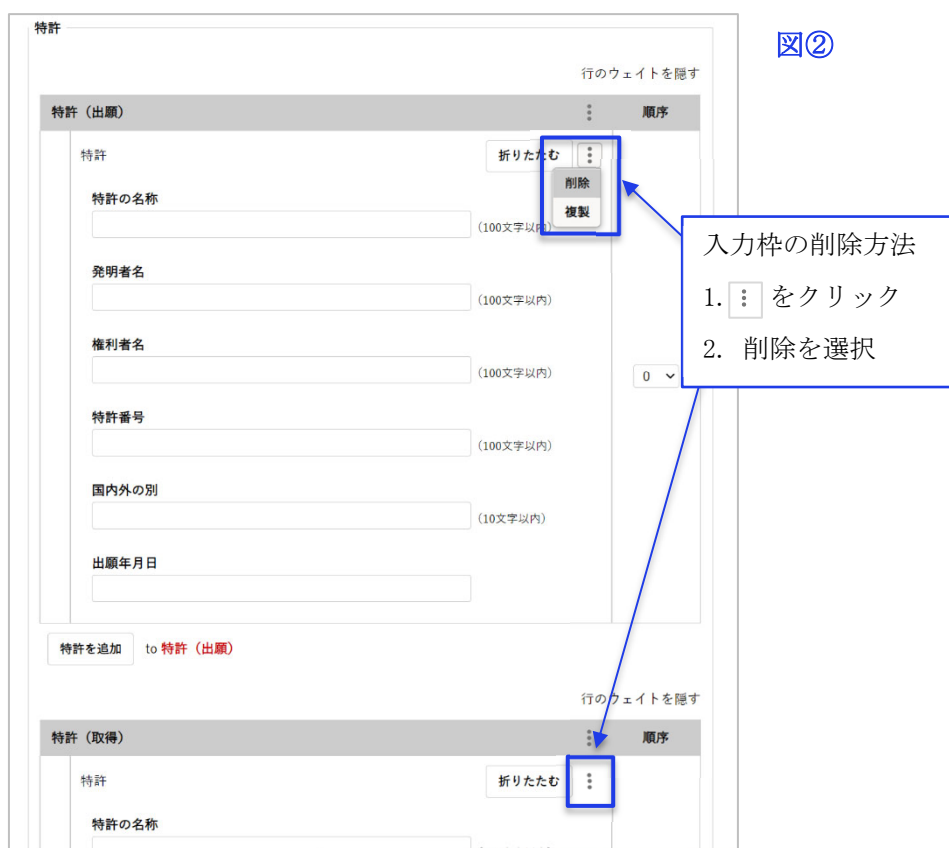 特許
図②
行のウェイトを隠す
特許（出願） 順序
特許 折りたたむ
削除
複製
特許の名称
(100文字以内)
発明者名
(100文字以内)
権利者名
(100文字以内)
0
特許番号
(100文字以内)
国内外の別
(10文字以内)
出願年月日
入力枠の削除方法
1. をクリック
2. 削除を選択
特許を追加 to 特許（出願）
行のウェイトを隠す
特許（取得） 順序
特許 折りたたむ
特許の名称